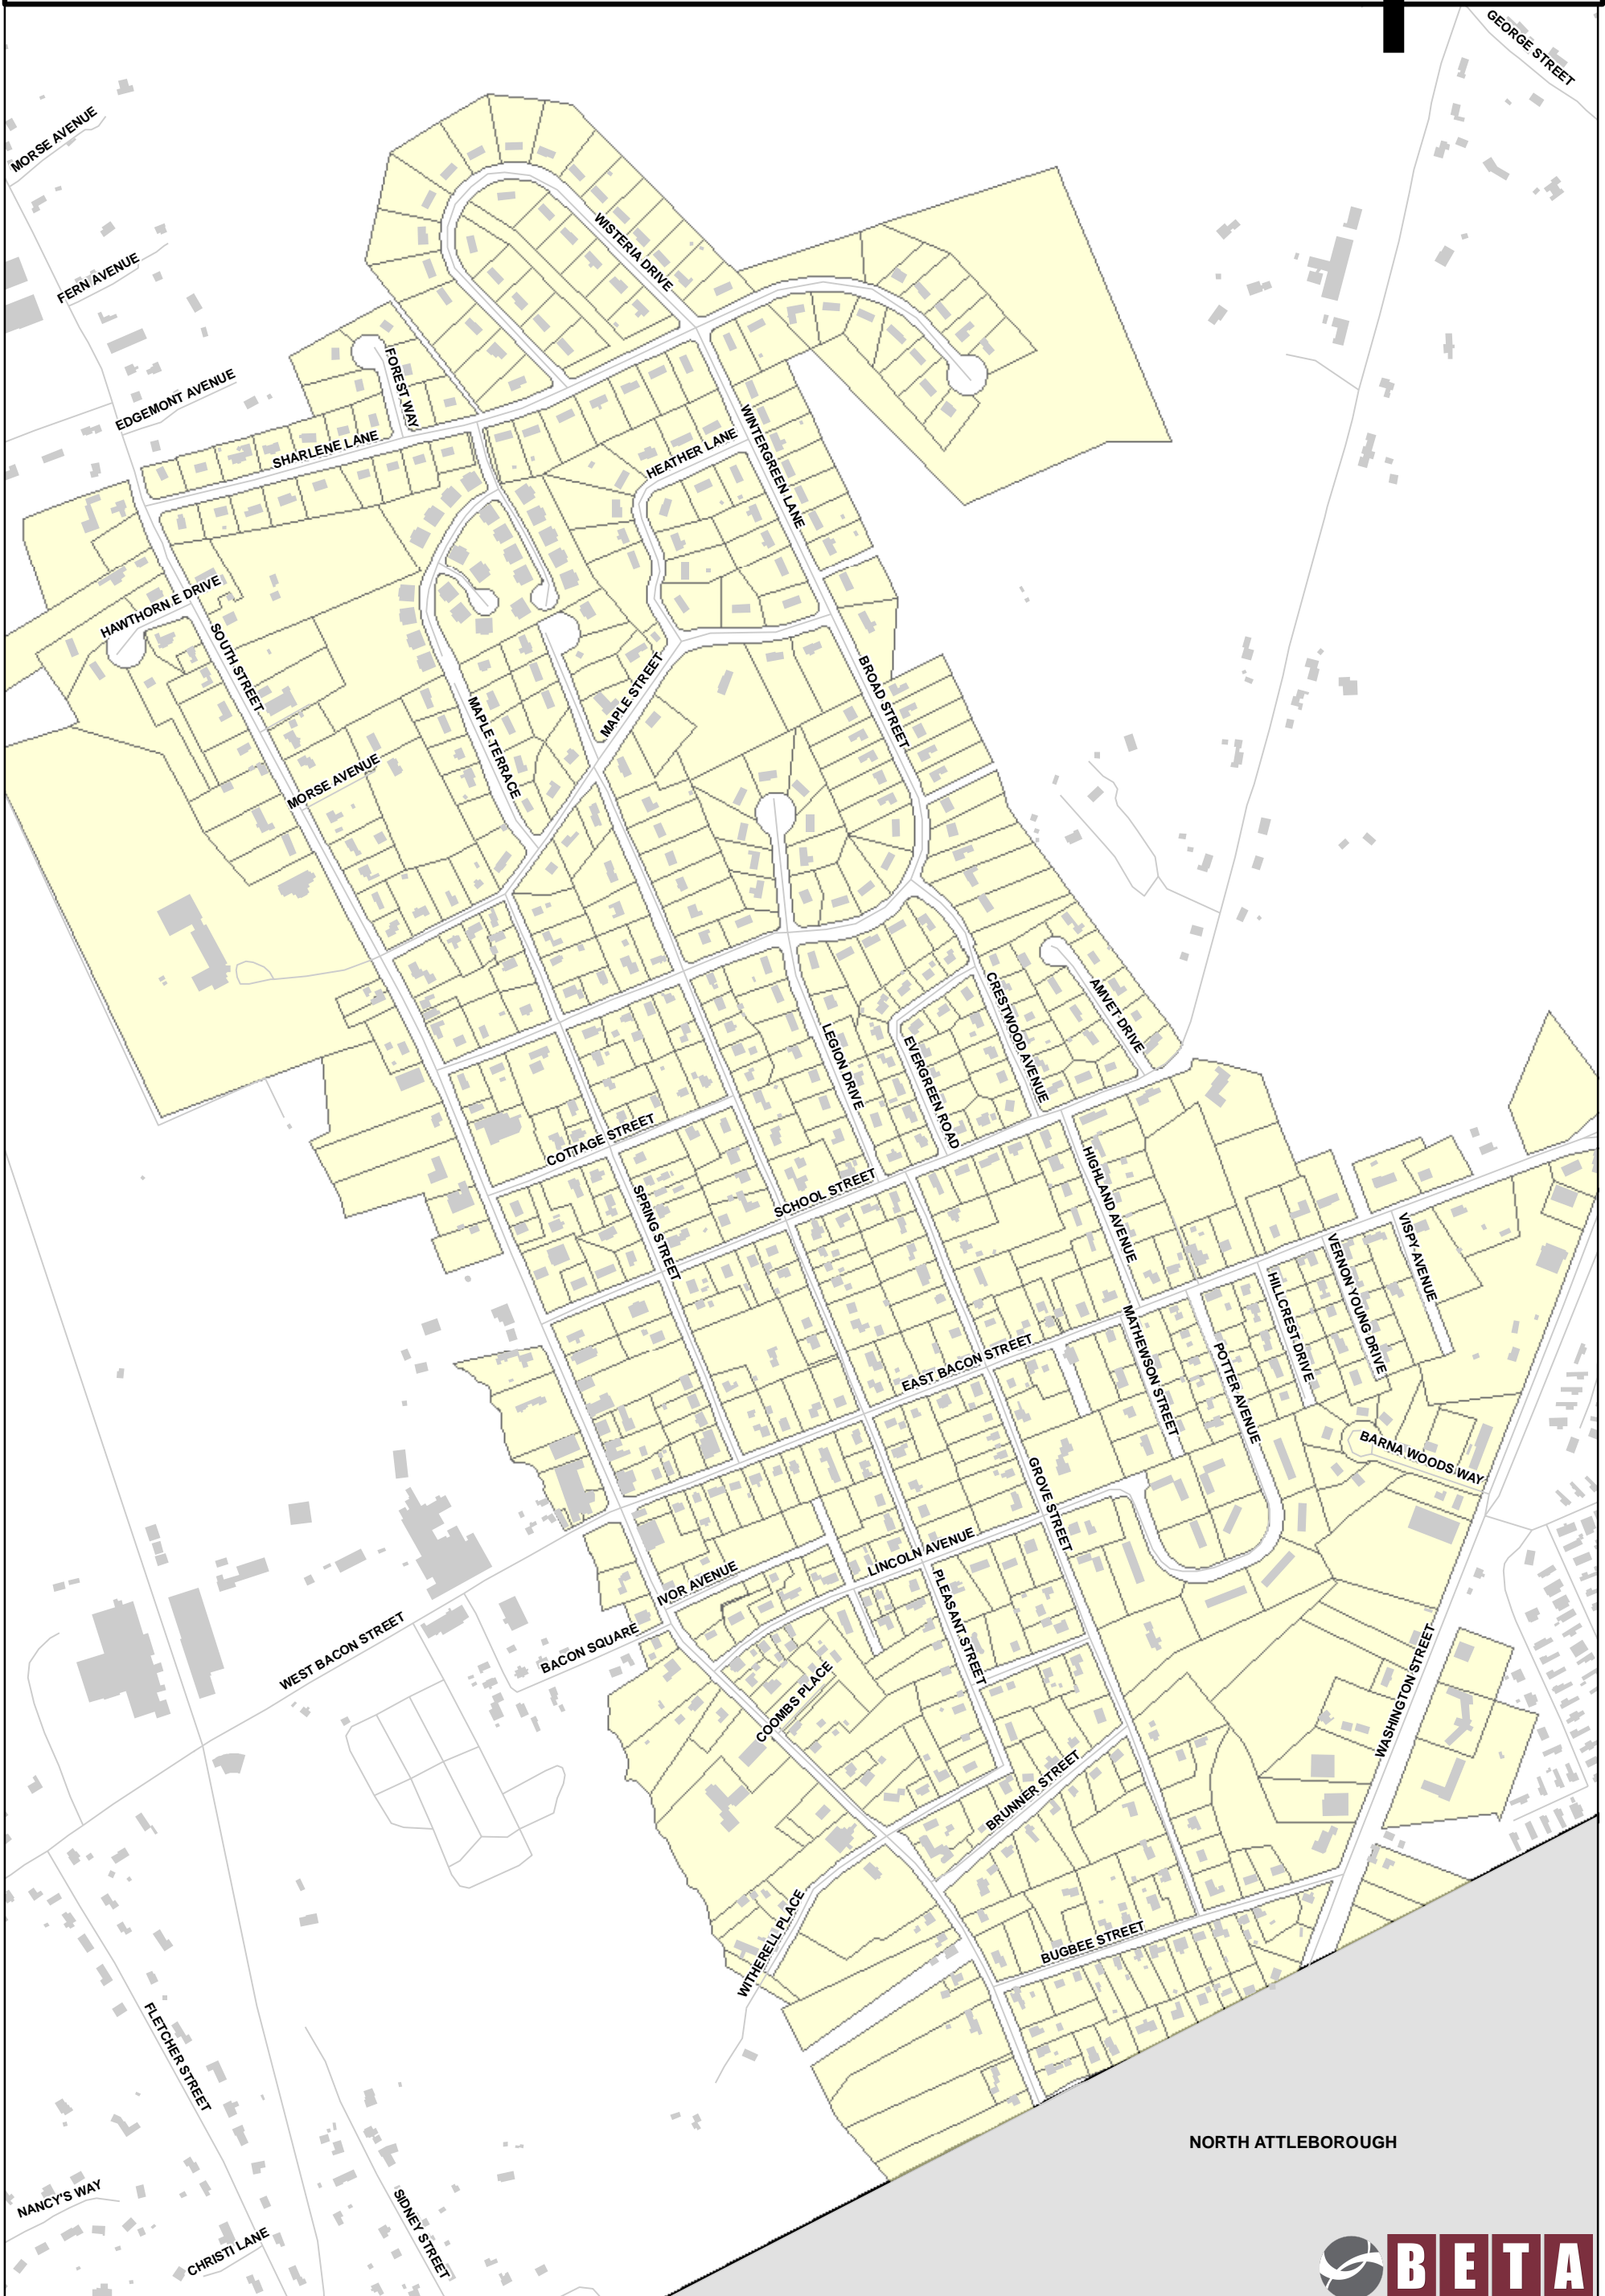 GEORGE STREET
MORSE AVENUE
WISTERIA DRIVE
FERN AVENUE
FOREST WAY
EDGEMONT AVENUE
SHARLENE LANE
HEATHER LANE
WINTERGREEN LANE
HAWTHORN E DRIVE
SOUTH STREET
MAPLE STREET
BROAD STREET
MAPLE TERRACE
MORSE AVENUE
CRESTWOOD AVENUE
AMVET DRIVE
LEGION DRIVE
EVERGREEN ROAD
COTTAGE STREET
SCHOOL STREET
HIGHLAND AVENUE
SPRING STREET
VISPY AVENUE
VERNON YOUNG DRIVE
HILLCREST DRIVE
MATHEWSON STREET
EAST BACON STREET
POTTER AVENUE
BARNA WOODS WAY
GROVE STREET
LINCOLN AVENUE
IVOR AVENUE
PLEASANT STREET
BACON SQUARE
WEST BACON STREET
WASHINGTON STREET
COOMBS PLACE
BRUNNER STREET
WITHERELL PLACE
BUGBEE STREET
FLETCHER STREET
NORTH ATTLEBOROUGH
NANCY'S WAY
SIDNEY STREET
CHRISTI LANE
BETA